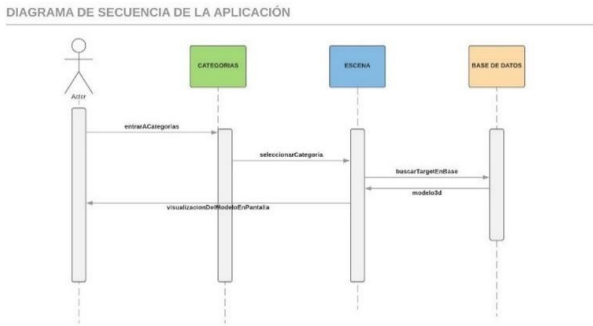 DIAGRAMA DE SECUENCIA DE LA APLICACIÓN
CATEGORIAS
ESCENA
BASE DE DATOS
Actor
entrarACategorias
seleccionarCategoria
buscarTargetEnBase
modelo3d
visualizacionDelModeloEnPantalla